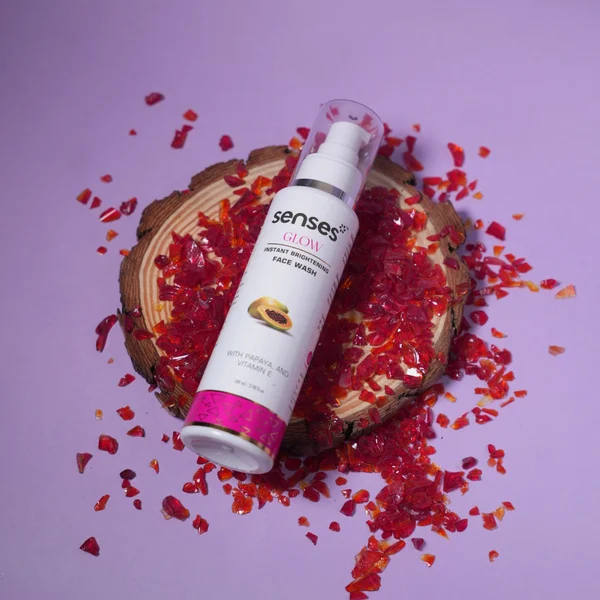 senses
GLOW
INSTANT BRIGHTENING
FACE WASH
WITH PAPAYA AND
VITAMIN E